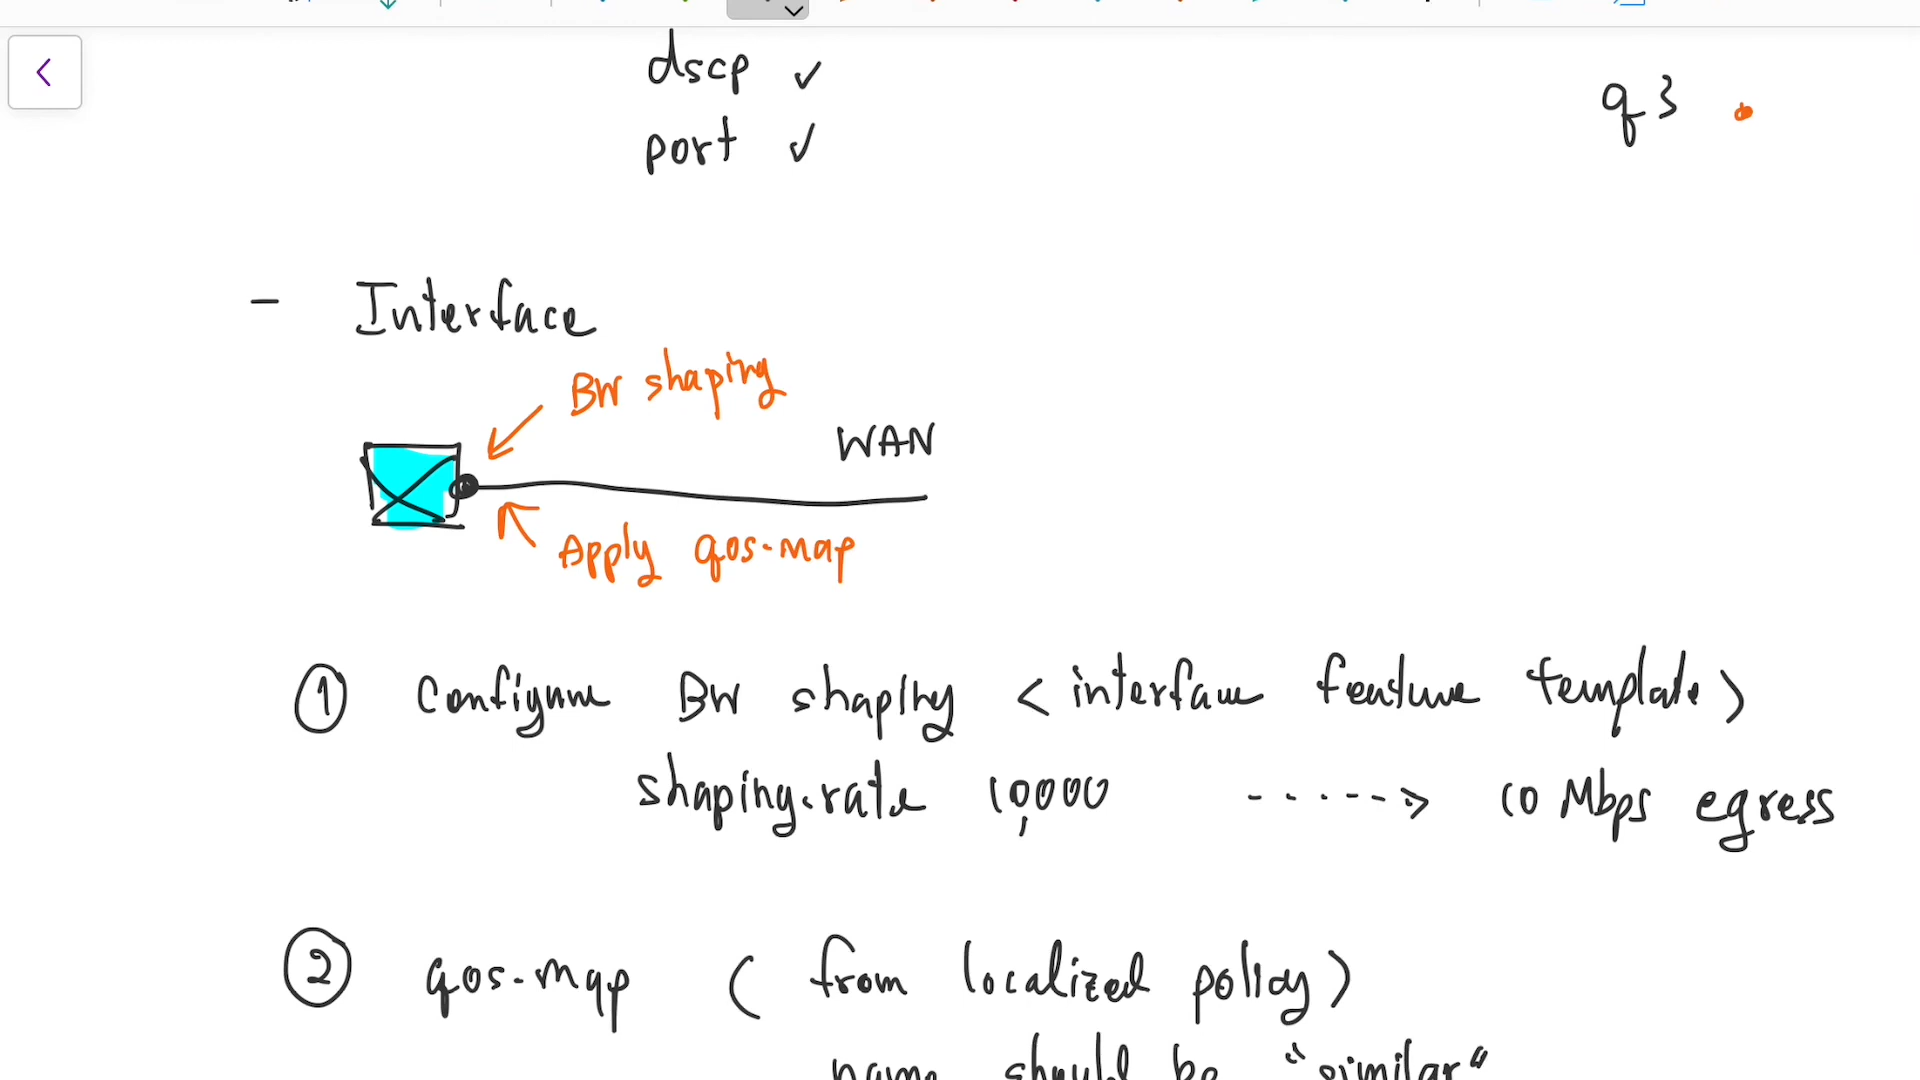 dscp ✓
q3
port ✓
- Interface
BW shaping
WAN
Apply qos-map
① Configure BW shaping <interface feature template>
shaping-rate 10,000 -----> 10 Mbps egress
② qos-map (from localized policy)
name should be "similar"